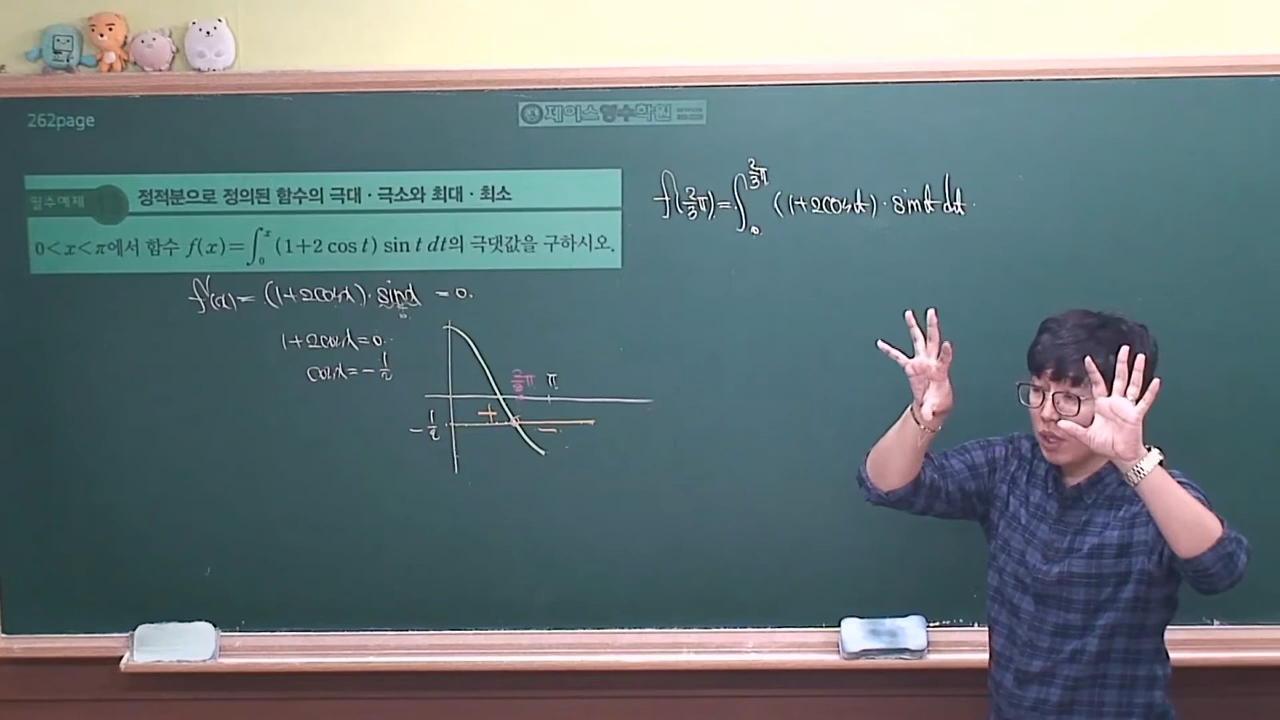 262page
제이스영수학원
필수예제
정적분으로 정의된 함수의 극대·극소와 최대·최소
0<x<π에서 함수 f(x)=∫₀ˣ(1+2 cos t) sin t dt의 극댓값을 구하시오.
f'(x)=(1+2cosx)·sinx =0.
1+2cosx=0.
cosx=-1/2
2/3π π
-1/2 + -
f(2/3π)=∫₀^(2/3π) (1+2cost)·sint dt.